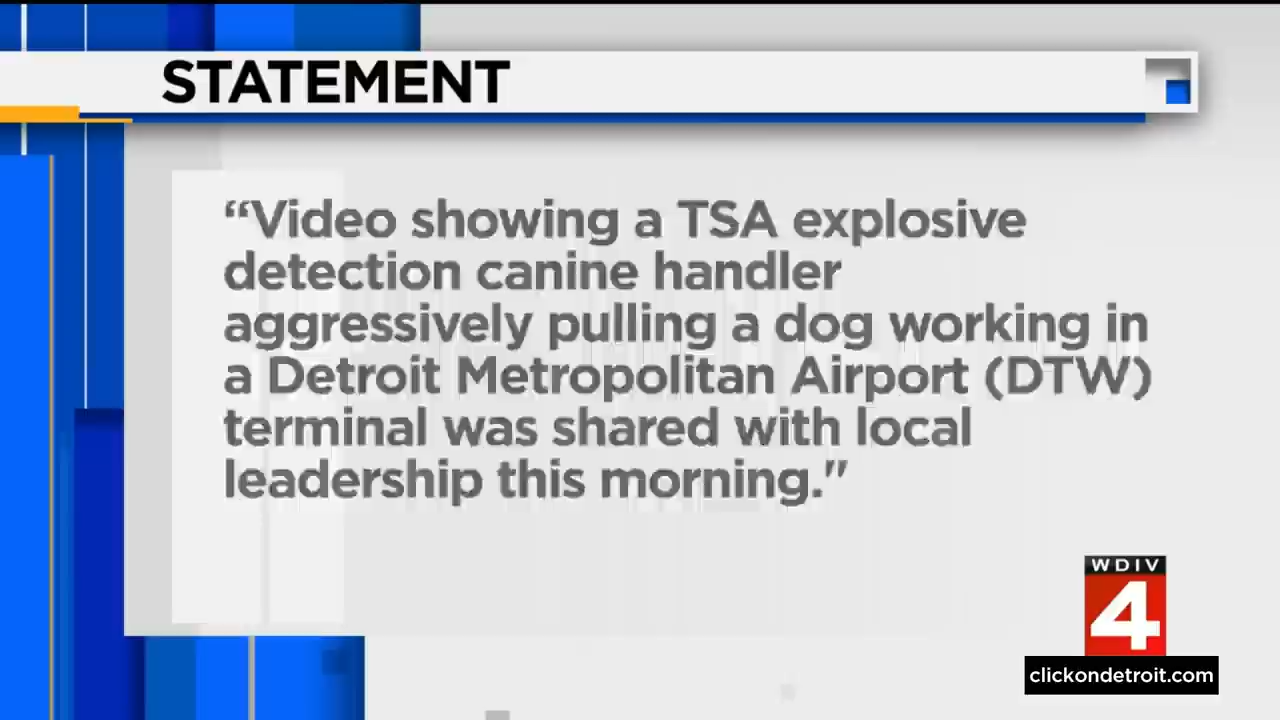 STATEMENT
“Video showing a TSA explosive
detection canine handler
aggressively pulling a dog working in
a Detroit Metropolitan Airport (DTW)
terminal was shared with local
leadership this morning."
WDIV
4
clickondetroit.com